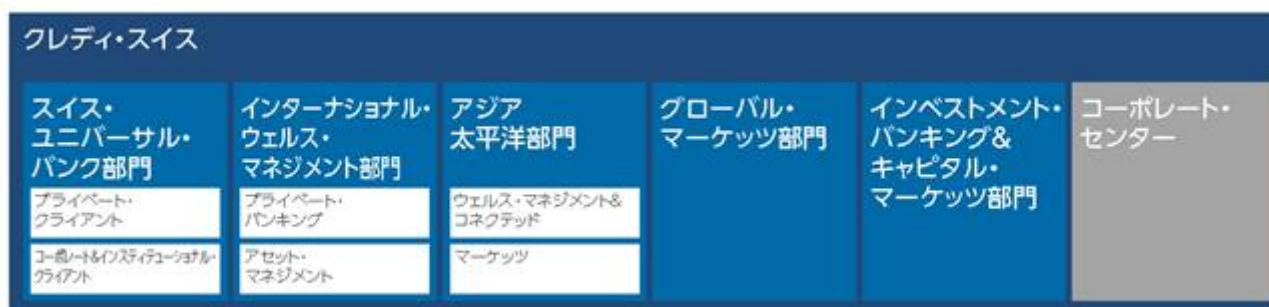 クレディ・スイス
スイス・
ユニバーサル・
バンク部門
プライベート・
クライアント
コーポレート&インスティテューショナル・
クライアント
インターナショナル・
ウェルス・
マネジメント部門
プライベート・
バンキング
アセット・
マネジメント
アジア
太平洋部門
ウェルス・マネジメント&
コネクテッド
マーケッツ
グローバル・
マーケッツ部門
インベストメント・
バンキング&
キャピタル・
マーケッツ部門
コーポレート・
センター